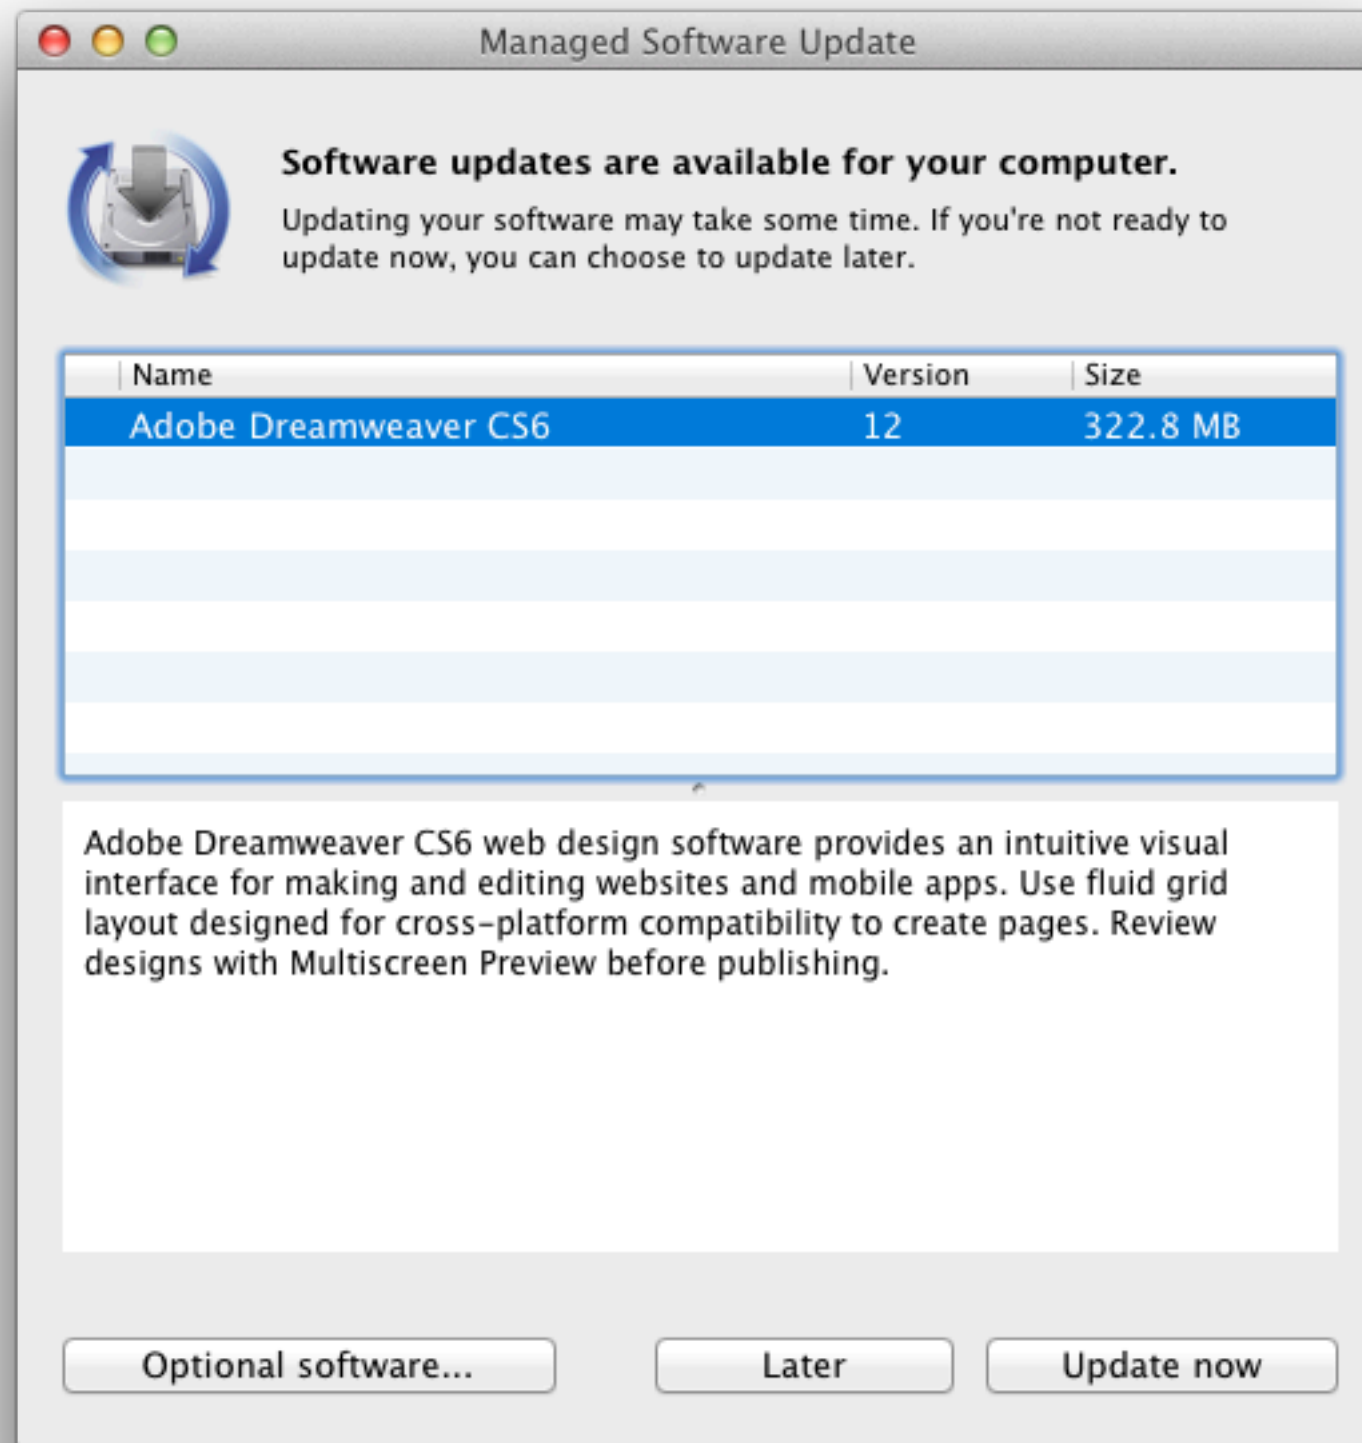 Managed Software Update
Software updates are available for your computer.
Updating your software may take some time. If you're not ready to
update now, you can choose to update later.
Name Version Size
Adobe Dreamweaver CS6 12 322.8 MB
Adobe Dreamweaver CS6 web design software provides an intuitive visual
interface for making and editing websites and mobile apps. Use fluid grid
layout designed for cross-platform compatibility to create pages. Review
designs with Multiscreen Preview before publishing.
Optional software... Later Update now